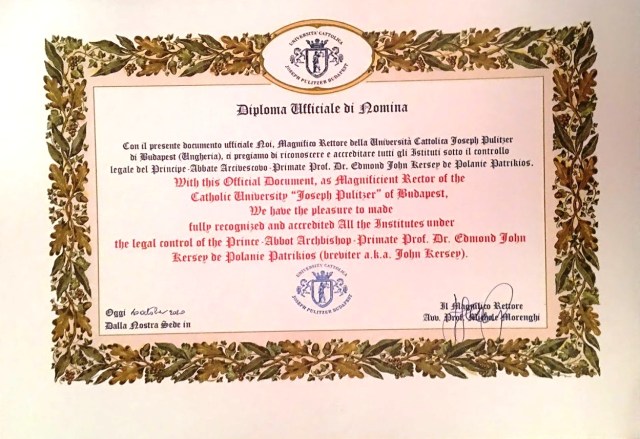 UNIVERSITA' CATTOLICA
JOSEPH PULITZER BUDAPEST
Diploma Ufficiale di Nomina
Con il presente documento ufficiale Noi, Magnifico Rettore della Università Cattolica Joseph Pulitzer
di Budapest (Ungheria), ci pregiamo di riconoscere e accreditare tutti gli Istituti sotto il controllo
legale del Principe-Abbate Arcivescovo-Primate Prof. Dr. Edmond John Kersey de Polanie Patrikios.
With this Official Document, as Magnificient Rector of the
Catholic University "Joseph Pulitzer" of Budapest,
We have the pleasure to made
fully recognized and accredited All the Institutes under
the legal control of the Prince-Abbot Archbishop-Primate Prof. Dr. Edmond John
Kersey de Polanie Patrikios (breviter a.k.a. John Kersey).
UNIVERSITA' CATTOLICA
JOSEPH PULITZER BUDAPEST
Oggi
Dalla Nostra Sede in
Il Magnifico Rettore
Avv. Prof. Michele Morenghi